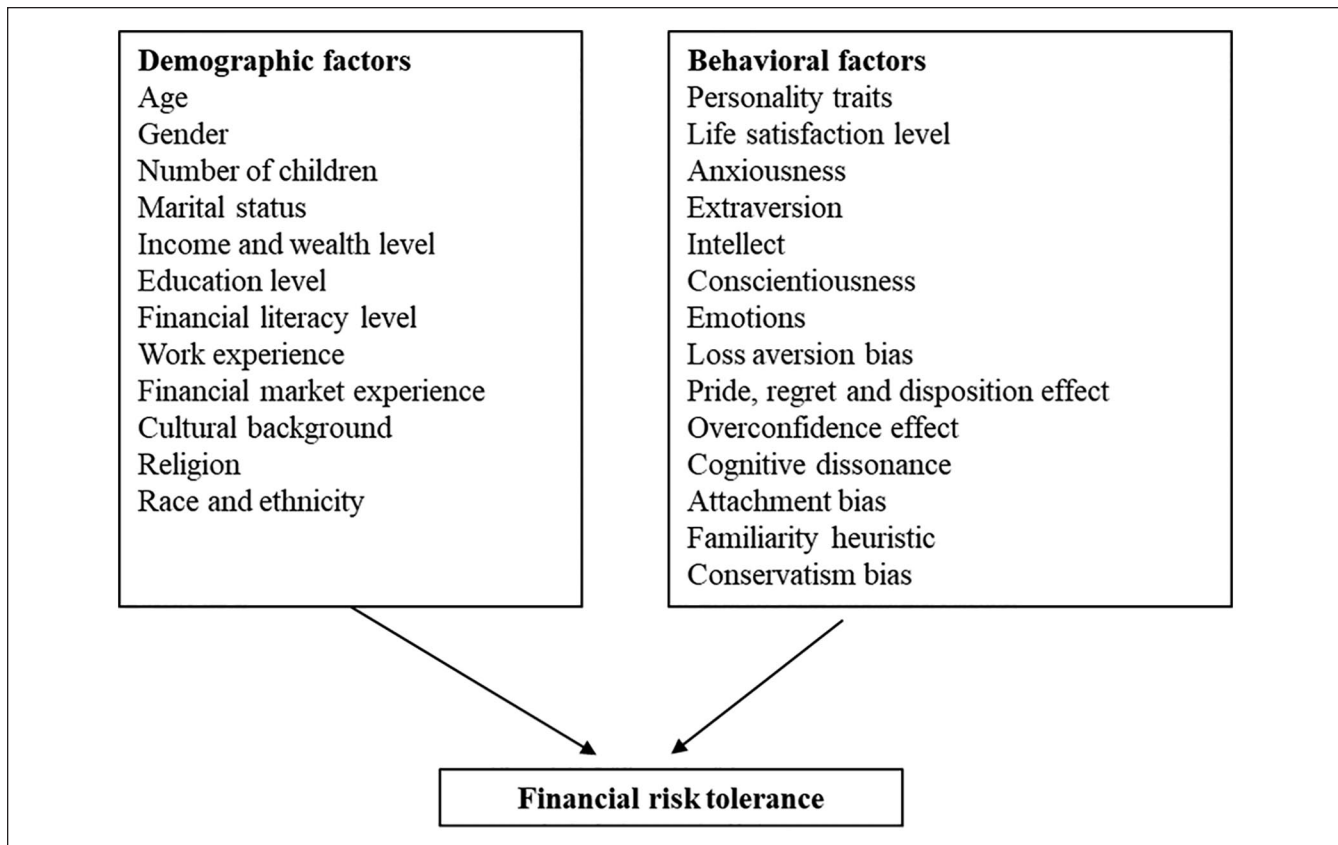 Demographic factors
Age
Gender
Number of children
Marital status
Income and wealth level
Education level
Financial literacy level
Work experience
Financial market experience
Cultural background
Religion
Race and ethnicity
Behavioral factors
Personality traits
Life satisfaction level
Anxiousness
Extraversion
Intellect
Conscientiousness
Emotions
Loss aversion bias
Pride, regret and disposition effect
Overconfidence effect
Cognitive dissonance
Attachment bias
Familiarity heuristic
Conservatism bias
Financial risk tolerance